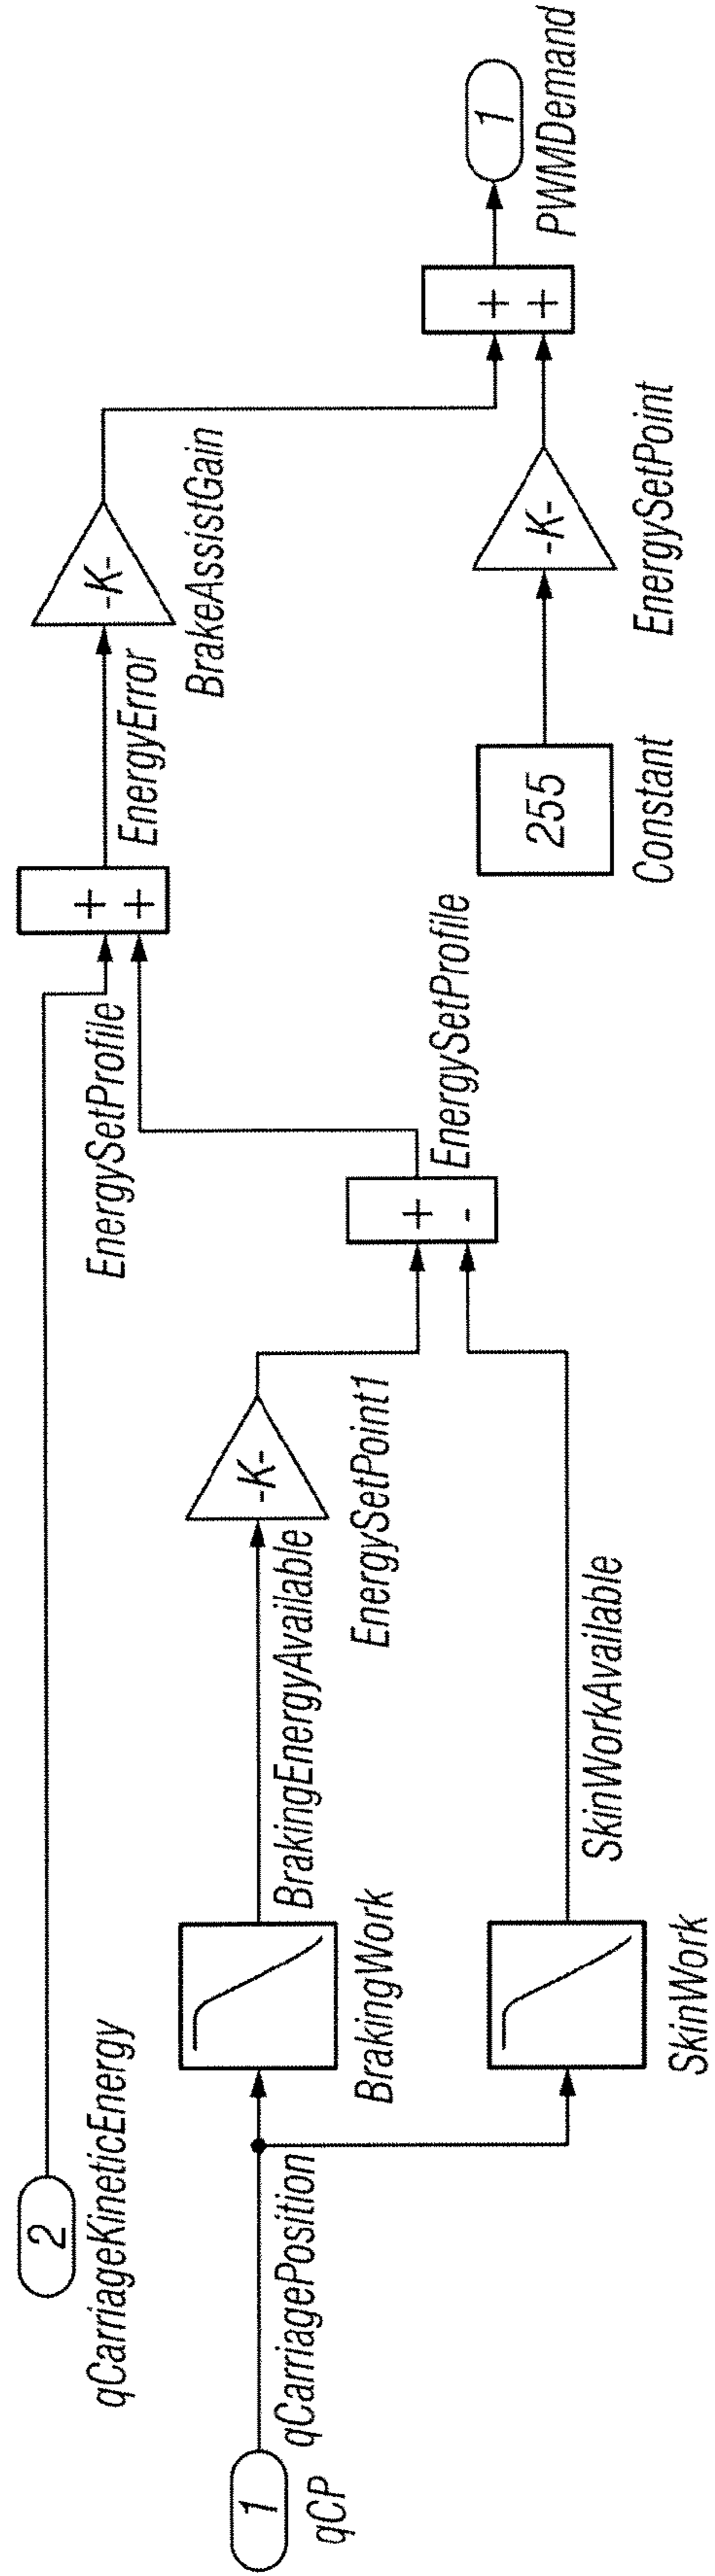 2
qCarriageKineticEnergy
1
qCP
qCarriagePosition
BrakingWork
SkinWork
BrakingEnergyAvailable
SkinWorkAvailable
-K-
EnergySetPoint1
+
-
EnergySetProfile
EnergySetProfile
+
+
EnergyError
-K-
BrakeAssistGain
255
Constant
-K-
EnergySetPoint
+
+
1
PWMDemand